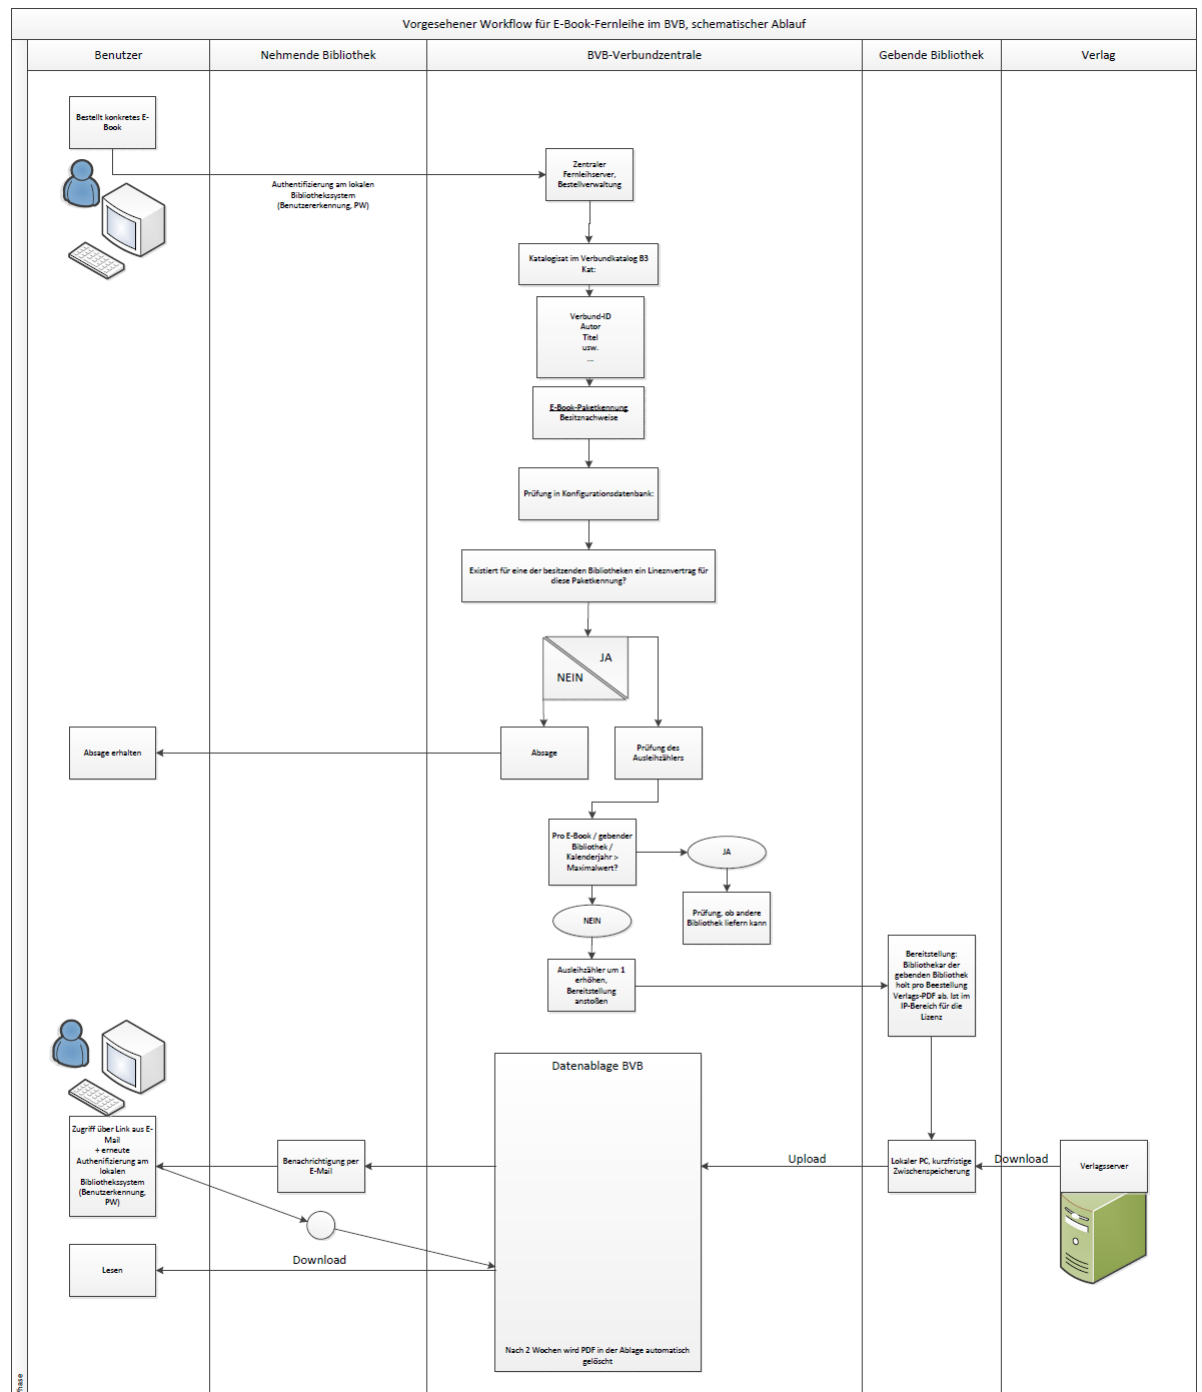 Vorgesehener Workflow für E-Book-Fernleihe im BVB, schematischer Ablauf
Benutzer
Nehmende Bibliothek
BVB-Verbundzentrale
Gebende Bibliothek
Verlag
Bestellt konkretes E-
Book
Authentifizierung am lokalen
Bibliothekssystem
(Benutzererkennung, PW)
Zentraler
Fernleihserver,
Bestellverwaltung
Katalogisat im Verbundkatalog B3
Kat:
Verbund-ID
Autor
Titel
usw.
...
E-Book-Paketkennung
Besitznachweise
Prüfung in Konfigurationsdatenbank:
Existiert für eine der besitzenden Bibliotheken ein Linesnvertrag für
diese Paketkennung?
JA
NEIN
Absage erhalten
Absage
Prüfung des
Ausleihzählers
Pro E-Book / gebender
Bibliothek /
Kalenderjahr >
Maximalwert?
JA
NEIN
Prüfung, ob andere
Bibliothek liefern kann
Ausleihzähler um 1
erhöhen,
Bereitstellung
anstoßen
Bereitstellung:
Bibliothekar der
gebenden Bibliothek
holt pro Beestellung
Verlags-PDF ab. Ist im
IP-Bereich für die
Lizenz
Datenablage BVB
Zugriff über Link aus E-
Mail
+ erneute
Authenifizierung am
lokalen
Bibliothekssystem
(Benutzerkennung,
PW)
Benachrichtigung per
E-Mail
Upload
Lokaler PC, kurzfristige
Zwischenspeicherung
Download
Verlagsserver
Lesen
Download
Nach 2 Wochen wird PDF in der Ablage automatisch
gelöscht
Phase